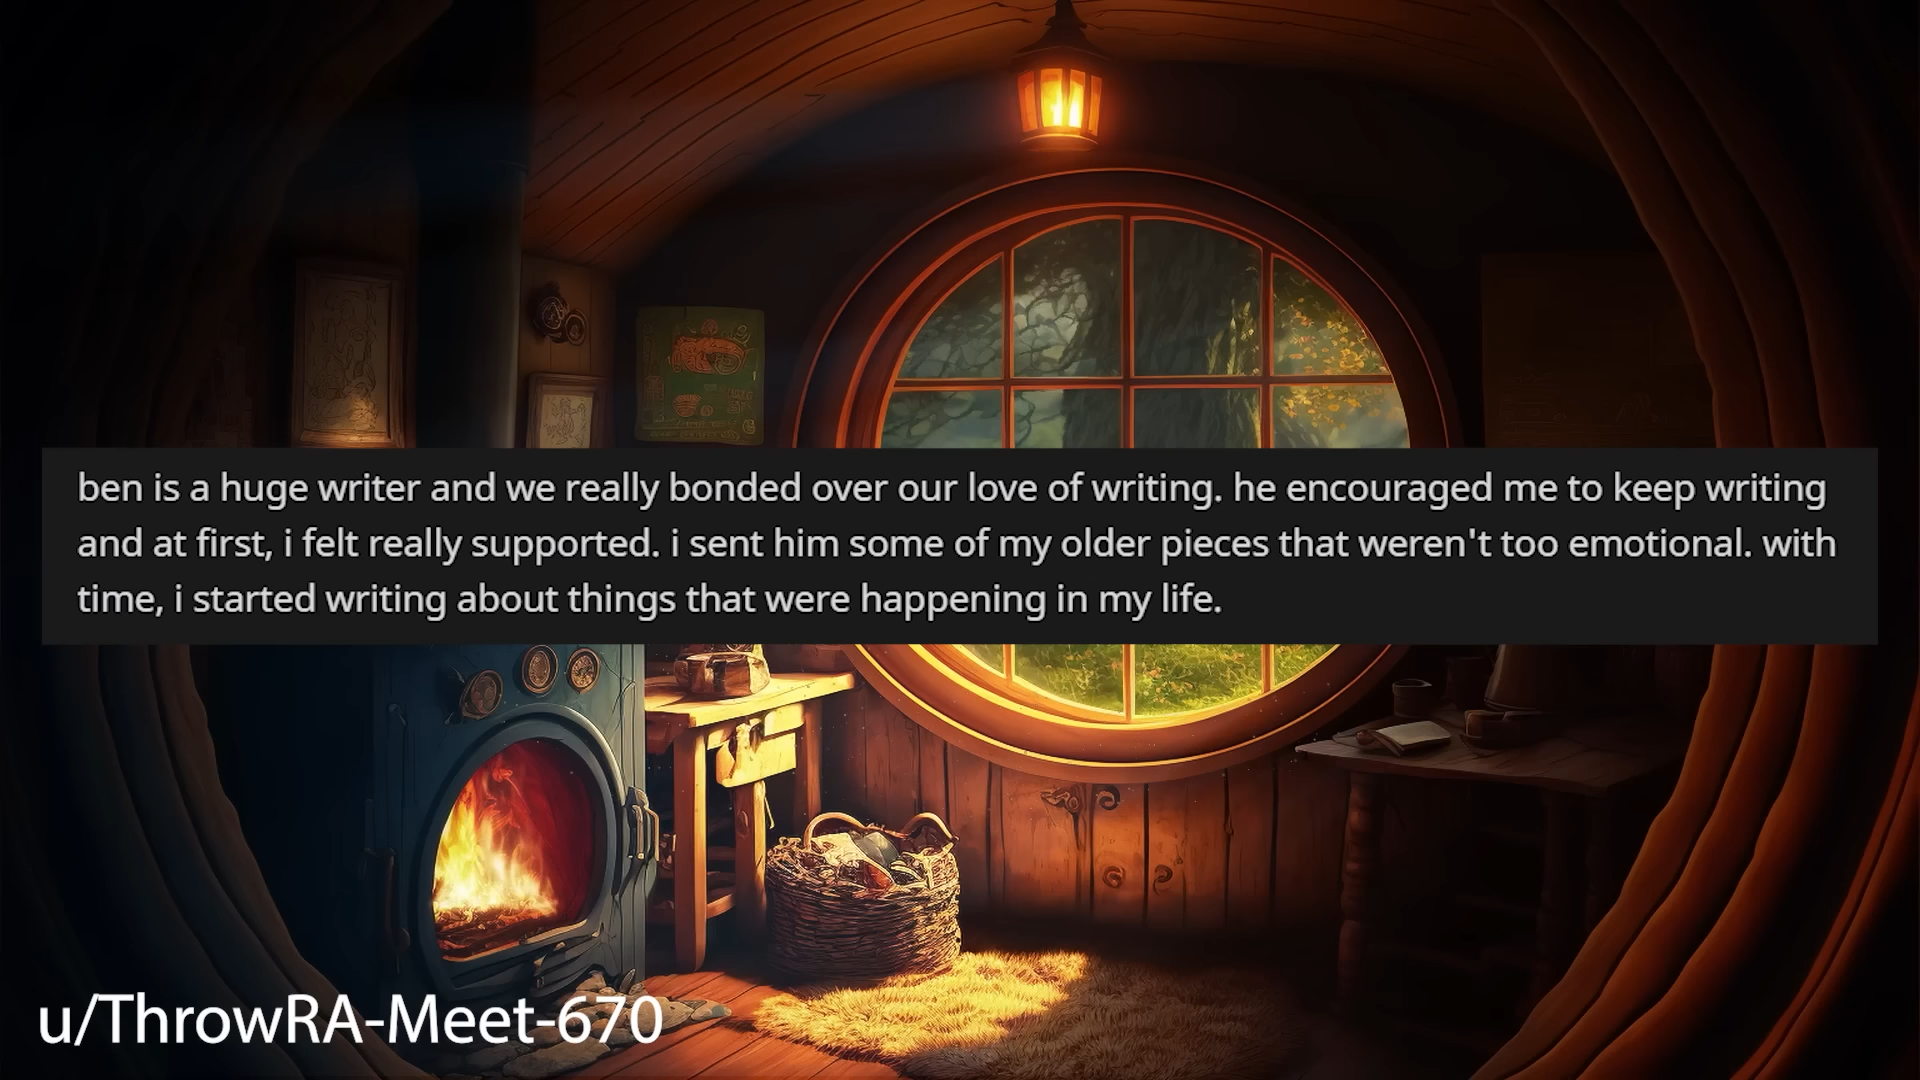 ben is a huge writer and we really bonded over our love of writing. he encouraged me to keep writing
and at first, i felt really supported. i sent him some of my older pieces that weren't too emotional. with
time, i started writing about things that were happening in my life.
u/ThrowRA-Meet-670